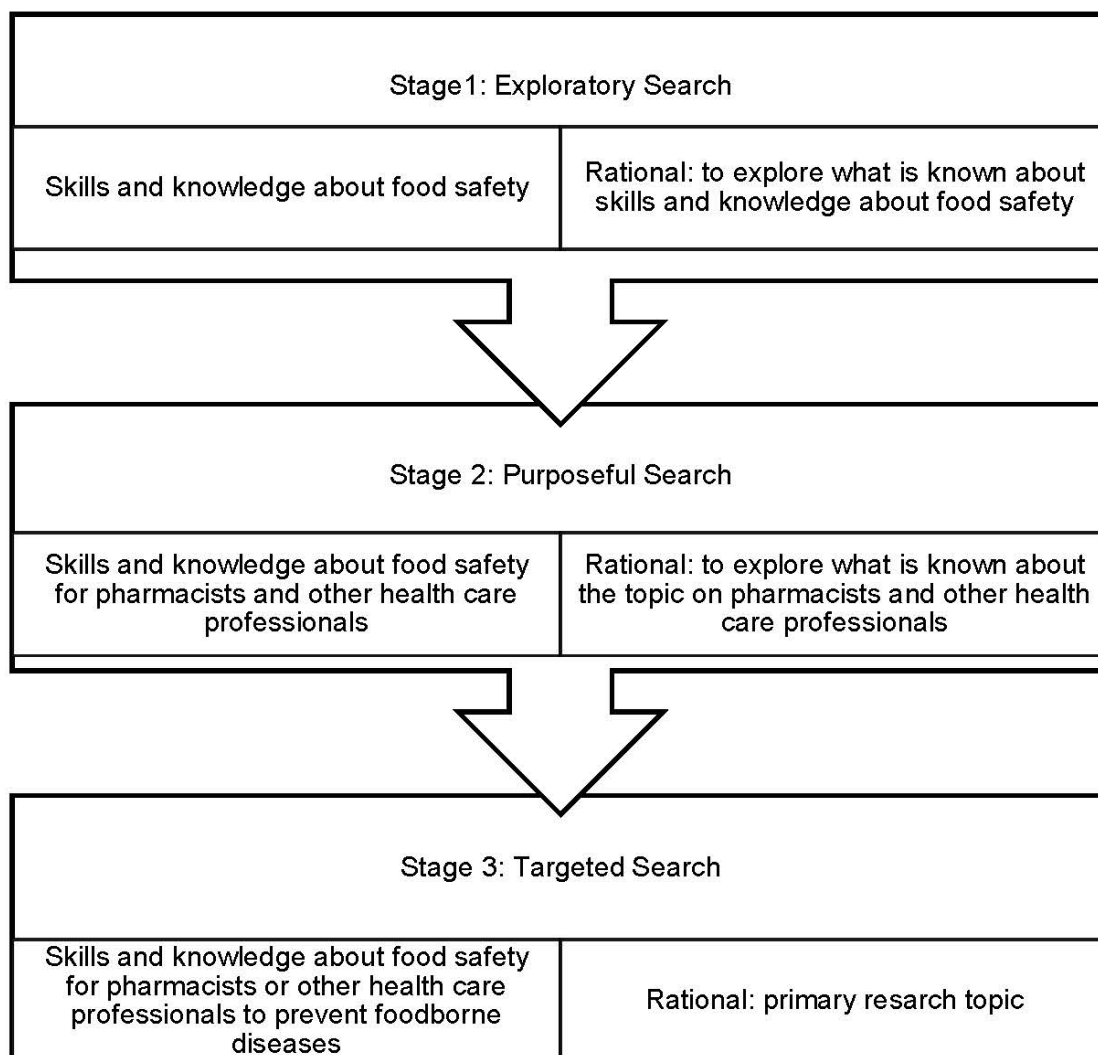 Stage1: Exploratory Search
Skills and knowledge about food safety
Rational: to explore what is known about
skills and knowledge about food safety
Stage 2: Purposeful Search
Skills and knowledge about food safety
for pharmacists and other health care
professionals
Rational: to explore what is known about
the topic on pharmacists and other health
care professionals
Stage 3: Targeted Search
Skills and knowledge about food safety
for pharmacists or other health care
professionals to prevent foodborne
diseases
Rational: primary resarch topic